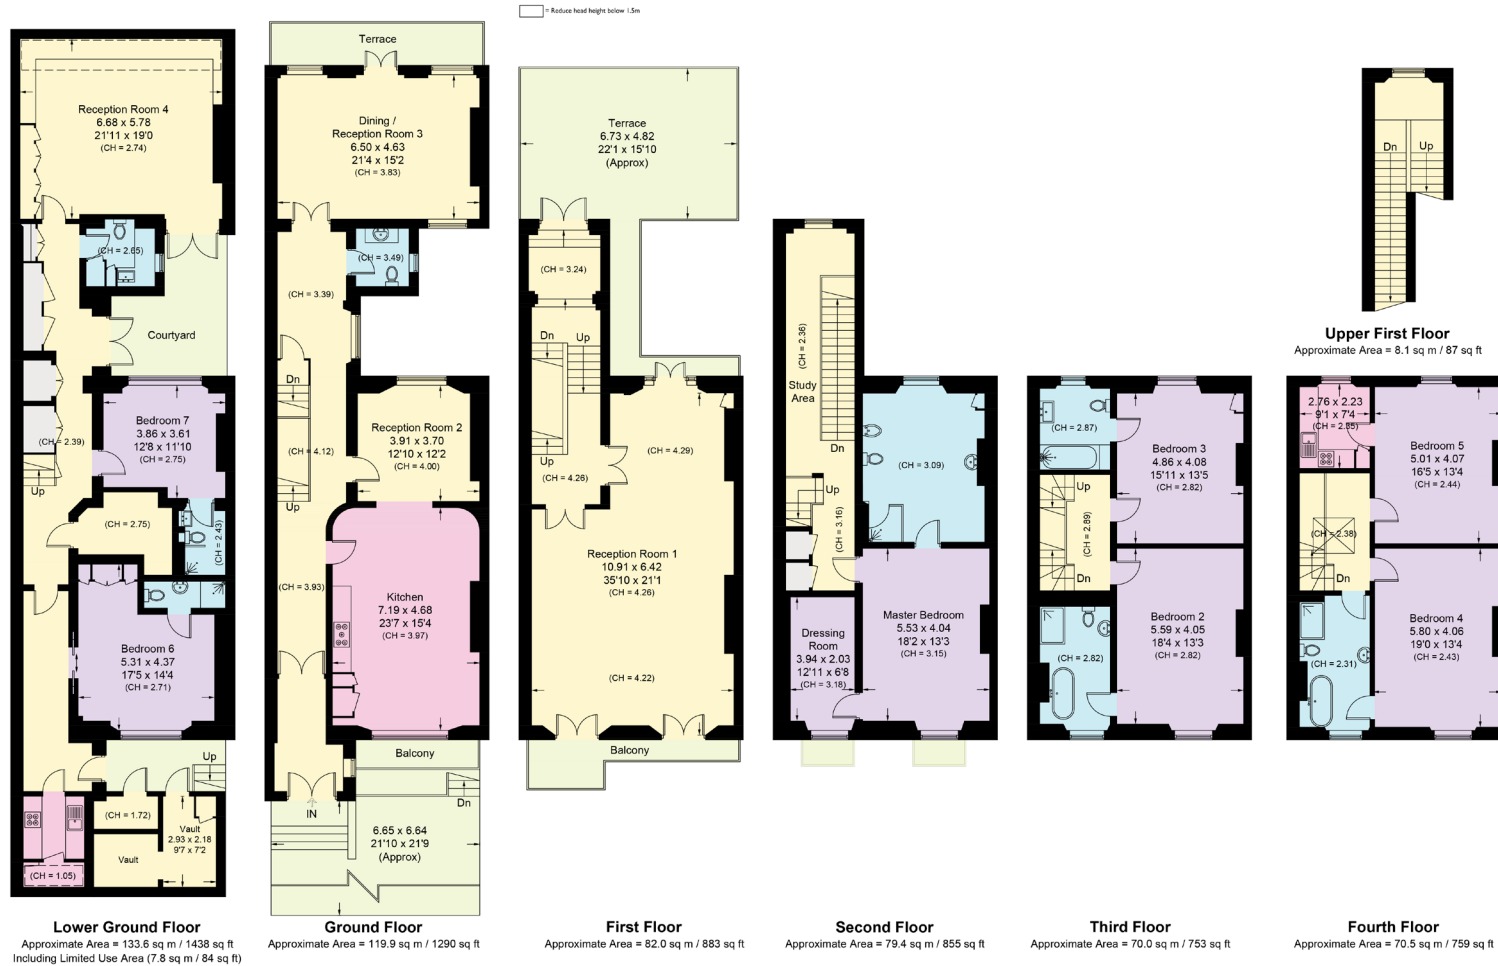 = Reduce head height below 1.5m
Reception Room 4
6.68 x 5.78
21'11 x 19'0
(CH = 2.74)
(CH = 2.65)
Courtyard
(CH = 2.39)
Up
Bedroom 7
3.86 x 3.61
12'8 x 11'10
(CH = 2.75)
(CH = 2.75)
(CH = 2.43)
Bedroom 6
5.31 x 4.37
17'5 x 14'4
(CH = 2.71)
Up
(CH = 1.72)
Vault
2.93 x 2.18
9'7 x 7'2
Vault
(CH = 1.05)
Lower Ground Floor
Approximate Area = 133.6 sq m / 1438 sq ft
Including Limited Use Area (7.8 sq m / 84 sq ft)
Terrace
Dining /
Reception Room 3
6.50 x 4.63
21'4 x 15'2
(CH = 3.83)
(CH = 3.49)
(CH = 3.39)
Dn
(CH = 4.12)
Up
Reception Room 2
3.91 x 3.70
12'10 x 12'2
(CH = 4.00)
(CH = 3.93)
Kitchen
7.19 x 4.68
23'7 x 15'4
(CH = 3.97)
Balcony
Dn
IN
6.65 x 6.64
21'10 x 21'9
(Approx)
Ground Floor
Approximate Area = 119.9 sq m / 1290 sq ft
Terrace
6.73 x 4.82
22'1 x 15'10
(Approx)
(CH = 3.24)
Dn
Up
Up
(CH = 4.26)
(CH = 4.29)
Reception Room 1
10.91 x 6.42
35'10 x 21'1
(CH = 4.26)
(CH = 4.22)
Balcony
First Floor
Approximate Area = 82.0 sq m / 883 sq ft
(CH = 2.36)
Study
Area
Dn
Up
(CH = 3.16)
(CH = 3.09)
Dressing
Room
3.94 x 2.03
12'11 x 6'8
(CH = 3.18)
Master Bedroom
5.53 x 4.04
18'2 x 13'3
(CH = 3.15)
Second Floor
Approximate Area = 79.4 sq m / 855 sq ft
(CH = 2.87)
Bedroom 3
4.86 x 4.08
15'11 x 13'5
(CH = 2.82)
Up
(CH = 2.89)
Dn
(CH = 2.82)
Bedroom 2
5.59 x 4.05
18'4 x 13'3
(CH = 2.82)
Third Floor
Approximate Area = 70.0 sq m / 753 sq ft
Dn
Up
Upper First Floor
Approximate Area = 8.1 sq m / 87 sq ft
2.76 x 2.23
9'1 x 7'4
(CH = 2.35)
Bedroom 5
5.01 x 4.07
16'5 x 13'4
(CH = 2.44)
(CH = 2.38)
Dn
(CH = 2.31)
Bedroom 4
5.80 x 4.06
19'0 x 13'4
(CH = 2.43)
Fourth Floor
Approximate Area = 70.5 sq m / 759 sq ft